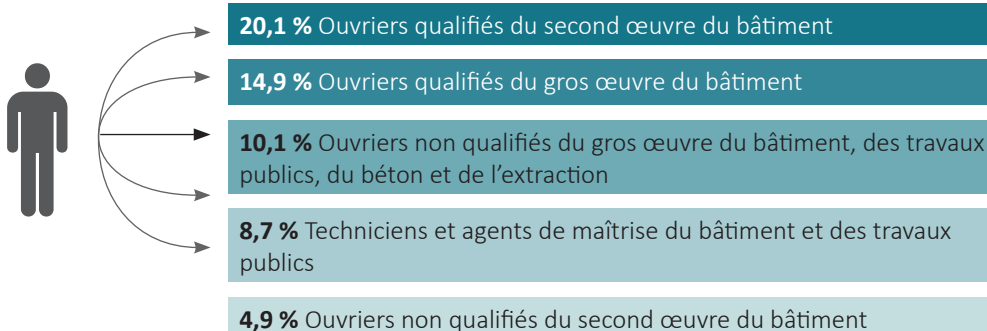 20,1 % Ouvriers qualifiés du second œuvre du bâtiment
14,9 % Ouvriers qualifiés du gros œuvre du bâtiment
10,1 % Ouvriers non qualifiés du gros œuvre du bâtiment, des travaux
publics, du béton et de l’extraction
8,7 % Techniciens et agents de maîtrise du bâtiment et des travaux
publics
4,9 % Ouvriers non qualifiés du second œuvre du bâtiment